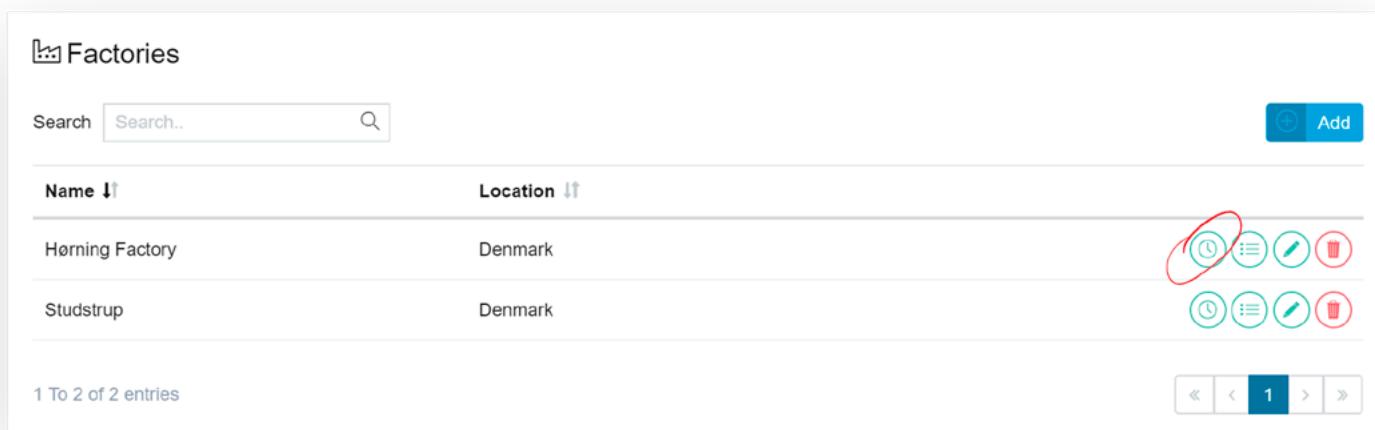 Factories
Search Search..
Add
Name Location
Hørning Factory Denmark
Studstrup Denmark
1 To 2 of 2 entries
« < 1 > »